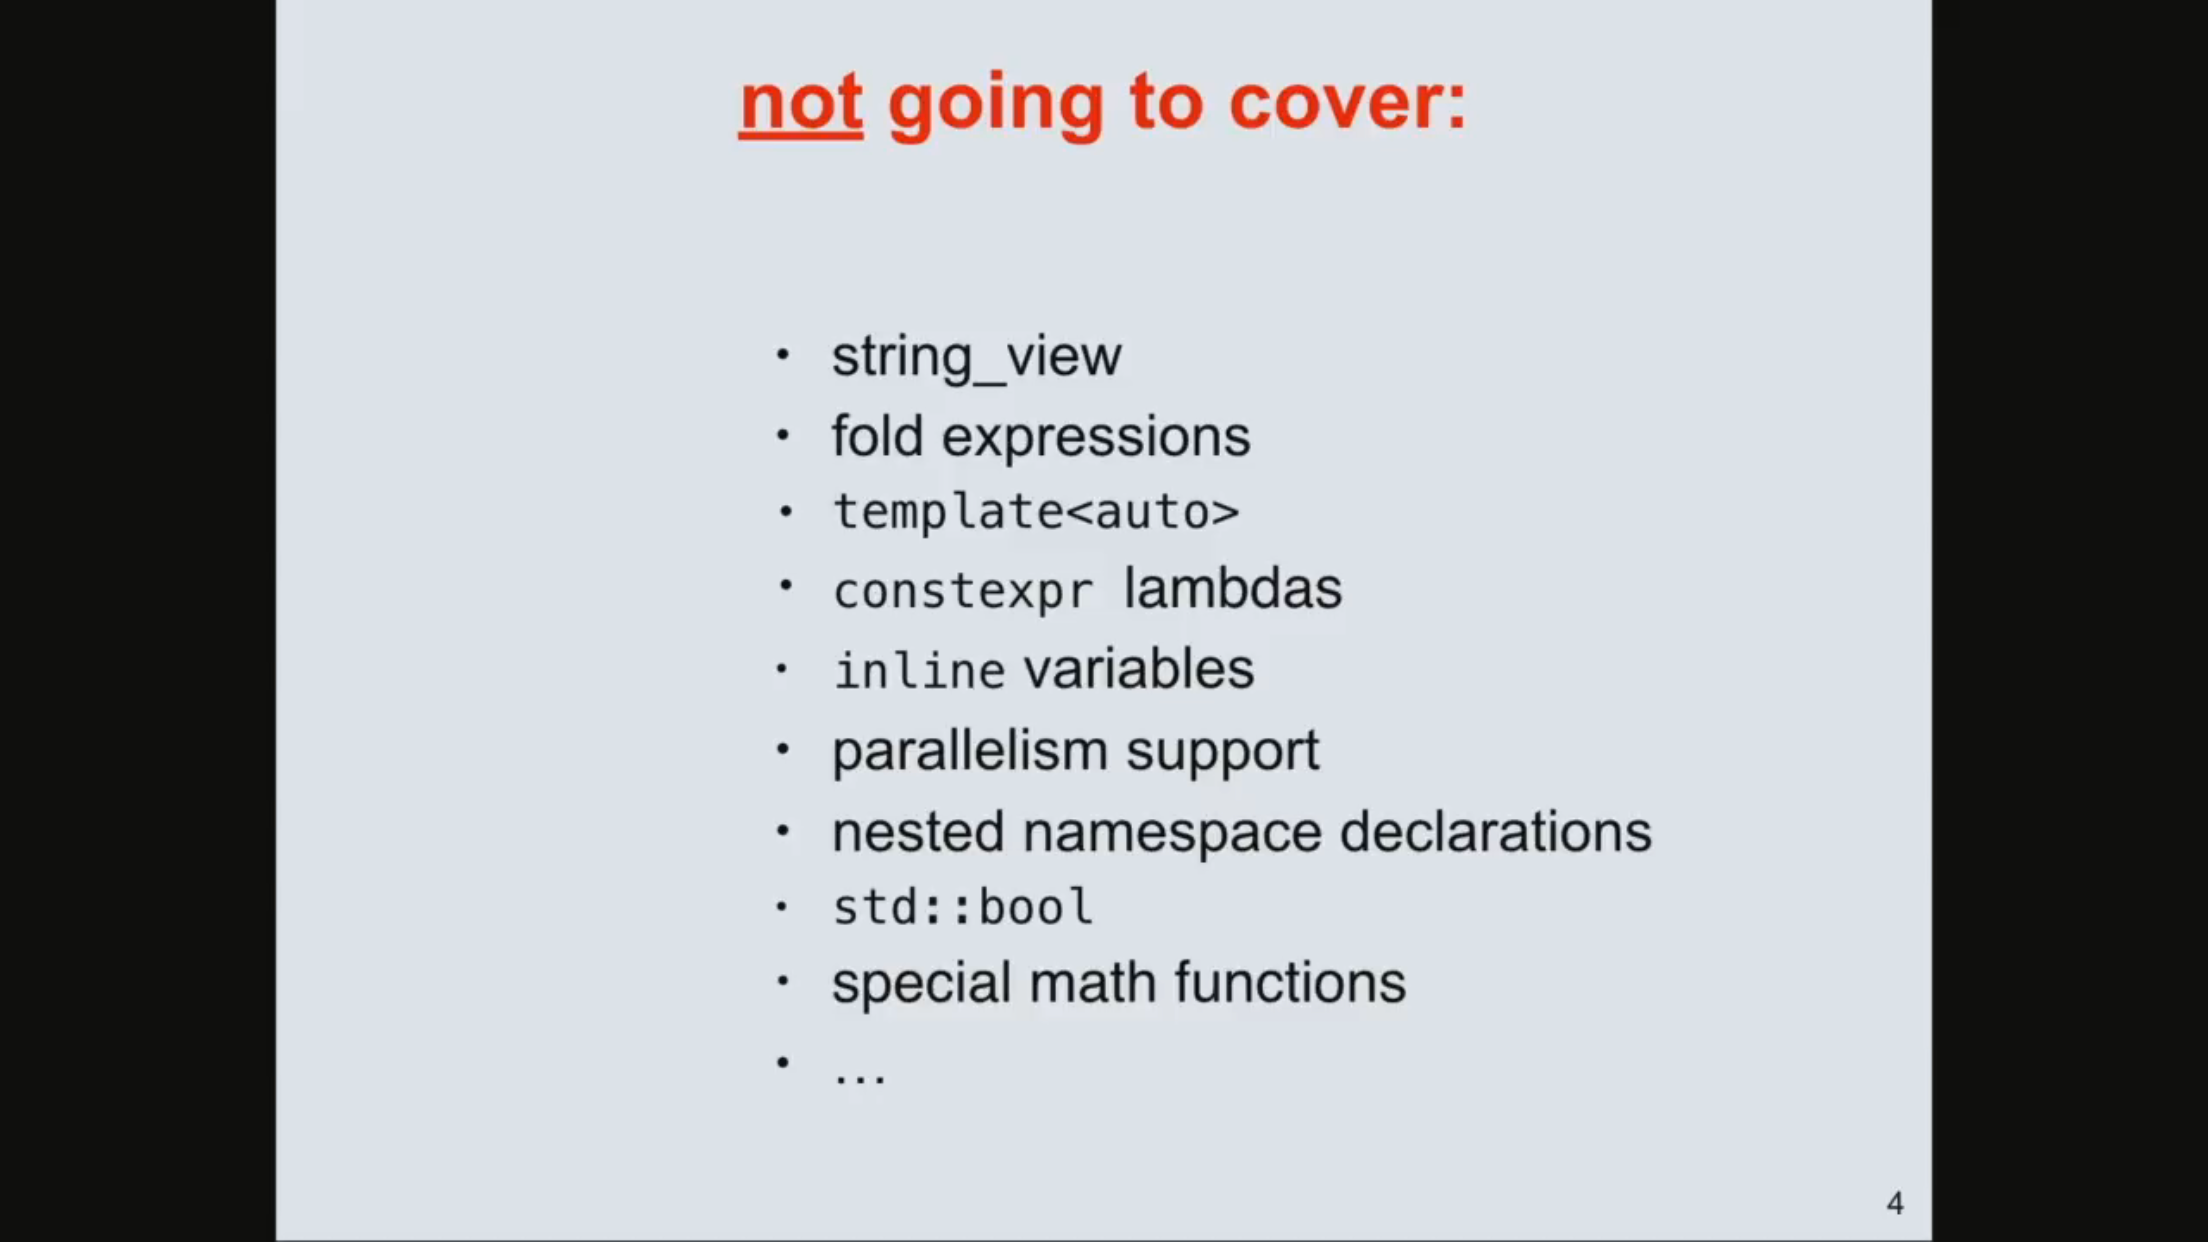 not going to cover:
• string_view
• fold expressions
• template<auto>
• constexpr lambdas
• inline variables
• parallelism support
• nested namespace declarations
• std::bool
• special math functions
• …
4